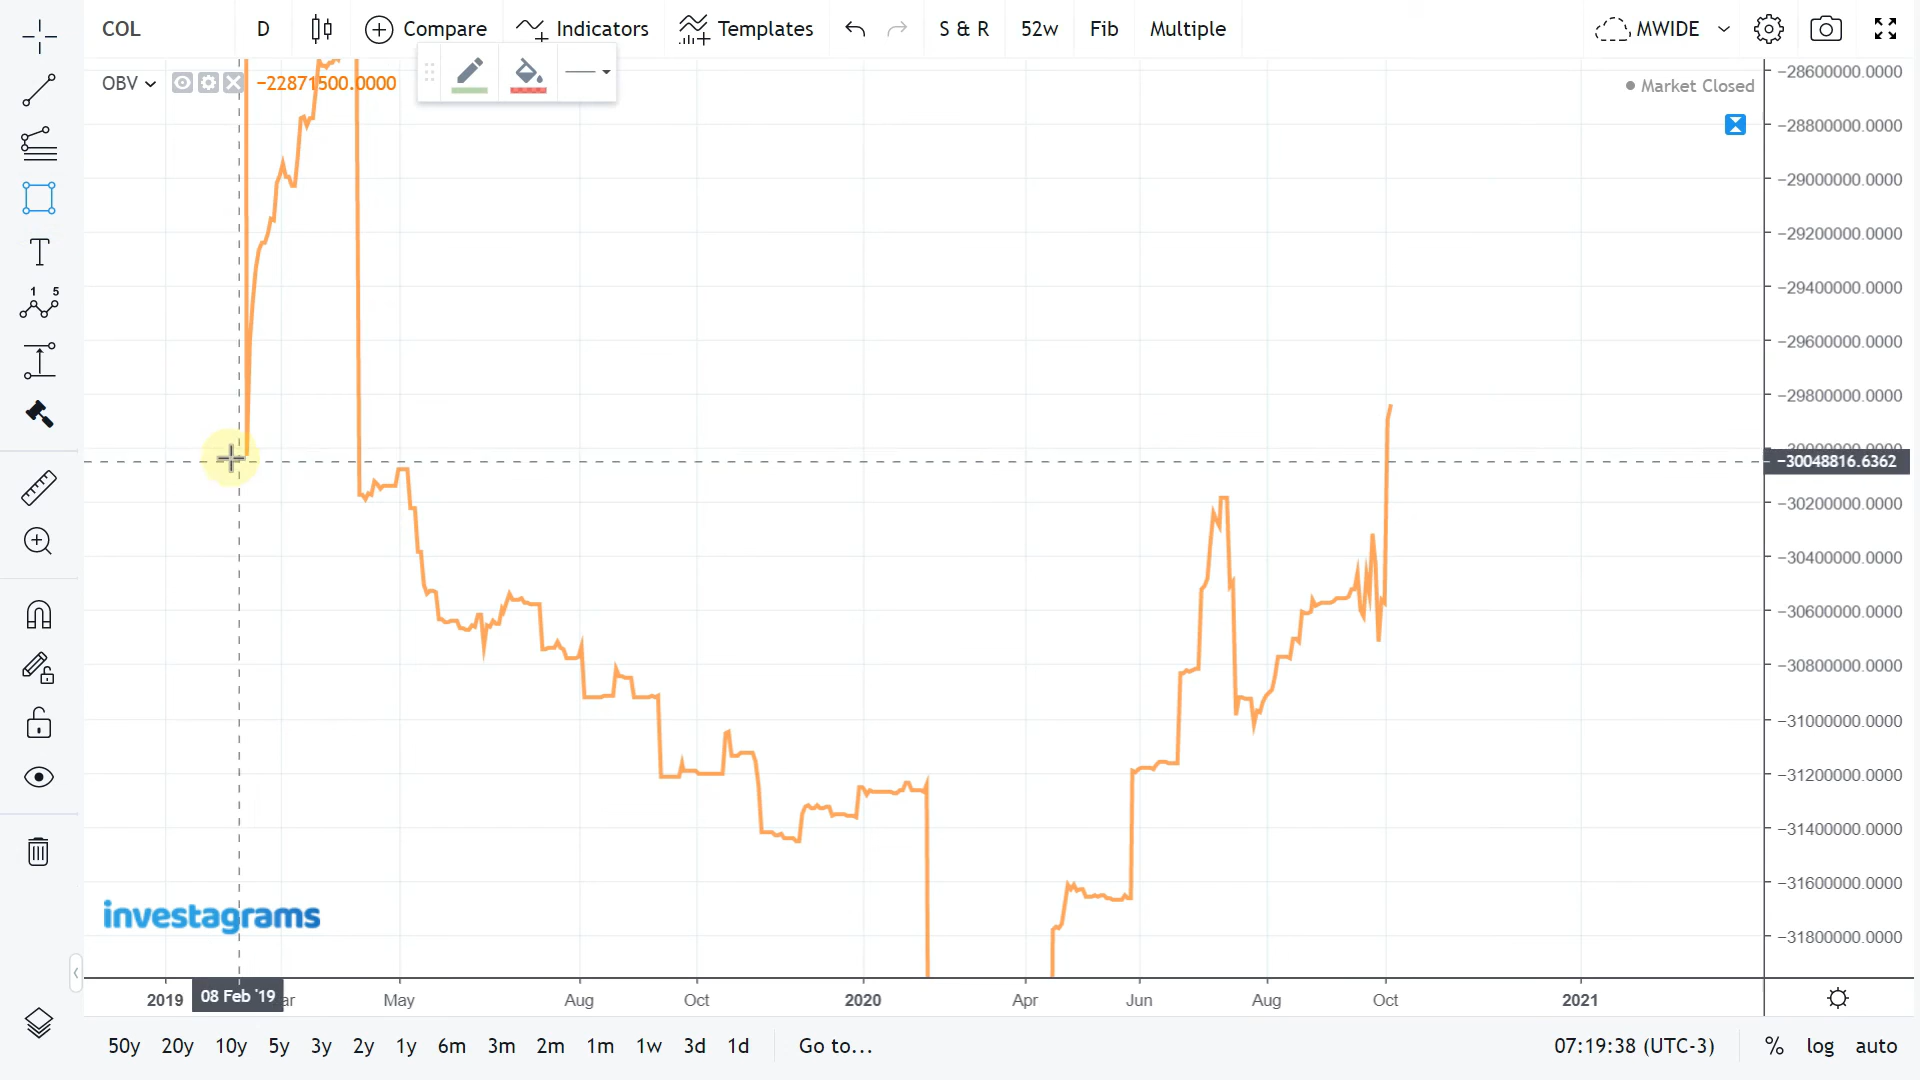 COL D Compare Indicators Templates S & R 52w Fib Multiple MWIDE
OBV −22871500.0000
Market Closed
−28600000.0000
−28800000.0000
−29000000.0000
−29200000.0000
−29400000.0000
−29600000.0000
−29800000.0000
−30000000.0000
−30048816.6362
−30200000.0000
−30400000.0000
−30600000.0000
−30800000.0000
−31000000.0000
−31200000.0000
−31400000.0000
−31600000.0000
−31800000.0000
T
1 5
investagrams
2019 08 Feb '19 ar May Aug Oct 2020 Apr Jun Aug Oct 2021
50y 20y 10y 5y 3y 2y 1y 6m 3m 2m 1m 1w 3d 1d Go to... 07:19:38 (UTC-3) % log auto